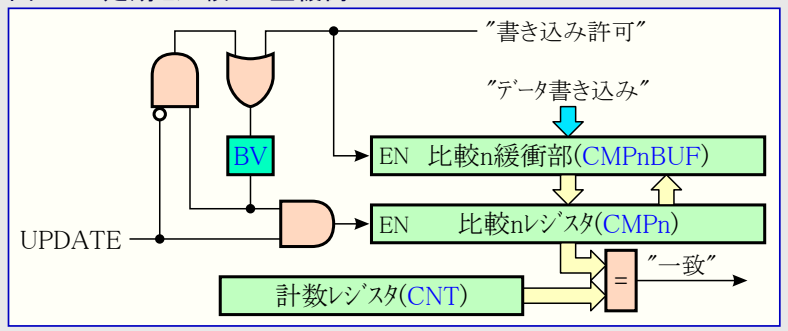 "書き込み許可"
"データ書き込み"
BV
EN 比較n緩衝部(CMPnBUF)
EN 比較nレジスタ(CMPn)
UPDATE
"一致"
計数レジスタ(CNT)
=